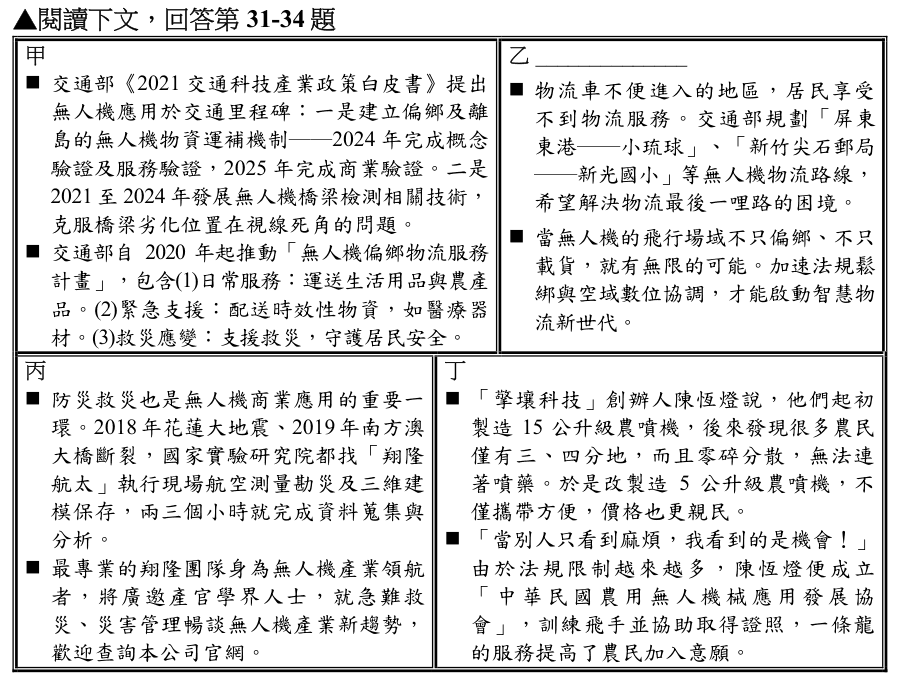 ▲閱讀下文，回答第 31-34 題
甲
■ 交通部《2021 交通科技產業政策白皮書》提出
無人機應用於交通里程碑：一是建立偏鄉及離
島的無人機物資運補機制——2024 年完成概念
驗證及服務驗證，2025 年完成商業驗證。二是
2021 至 2024 年發展無人機橋梁檢測相關技術，
克服橋梁劣化位置在視線死角的問題。
■ 交通部自 2020 年起推動「無人機偏鄉物流服務
計畫」，包含(1)日常服務：運送生活用品與農產
品。(2)緊急支援：配送時效性物資，如醫療器
材。(3)救災應變：支援救災，守護居民安全。
乙 ______________
■ 物流車不便進入的地區，居民享受
不到物流服務。交通部規劃「屏東
東港——小琉球」、「新竹尖石郵局
——新光國小」等無人機物流路線，
希望解決物流最後一哩路的困境。
■ 當無人機的飛行場域不只偏鄉、不只
載貨，就有無限的可能。加速法規鬆
綁與空域數位協調，才能啟動智慧物
流新世代。
丙
■ 防災救災也是無人機商業應用的重要一
環。2018 年花蓮大地震、2019 年南方澳
大橋斷裂，國家實驗研究院都找「翔隆
航太」執行現場航空測量勘災及三維建
模保存，兩三個小時就完成資料蒐集與
分析。
■ 最專業的翔隆團隊身為無人機產業領航
者，將廣邀產官學界人士，就急難救
災、災害管理暢談無人機產業新趨勢，
歡迎查詢本公司官網。
丁
■ 「擎壤科技」創辦人陳恆燈說，他們起初
製造 15 公升級農噴機，後來發現很多農民
僅有三、四分地，而且零碎分散，無法連
著噴藥。於是改製造 5 公升級農噴機，不
僅攜帶方便，價格也更親民。
■ 「當別人只看到麻煩，我看到的是機會！」
由於法規限制越來越多，陳恆燈便成立
「中華民國農用無人機械應用發展協
會」，訓練飛手並協助取得證照，一條龍
的服務提高了農民加入意願。